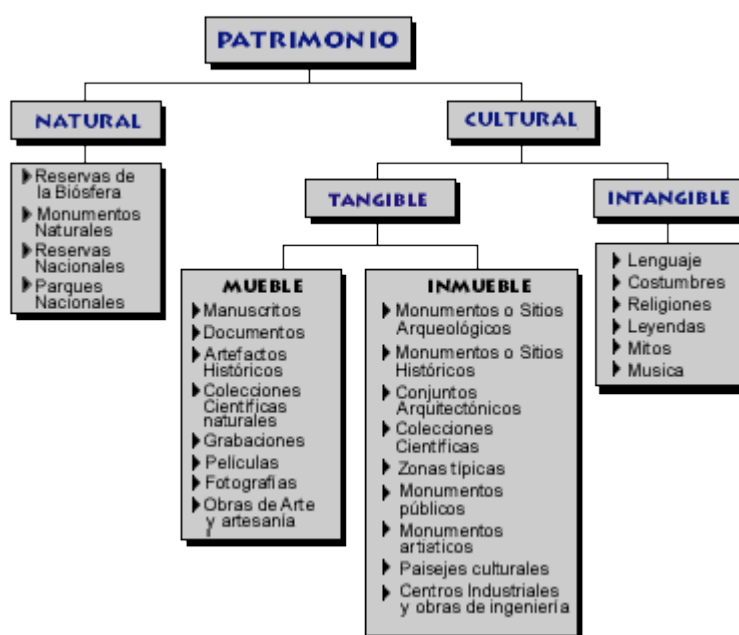 PATRIMONIO
NATURAL
Reservas de
la Biósfera
Monumentos
Naturales
Reservas
Nacionales
Parques
Nacionales
CULTURAL
TANGIBLE
MUEBLE
Manuscritos
Documentos
Artefactos
Históricos
Colecciones
Científicas
naturales
Grabaciones
Películas
Fotografías
Obras de Arte
y artesanía
INMUEBLE
Monumentos o Sitios
Arqueológicos
Monumentos o Sitios
Históricos
Conjuntos
Arquitectónicos
Colecciones
Científicas
Zonas típicas
Monumentos
públicos
Monumentos
artiaticos
Paisejes culturales
Centros Industriales
y obras de ingeniería
INTANGIBLE
Lenguaje
Costumbres
Religiones
Leyendas
Mitos
Musica